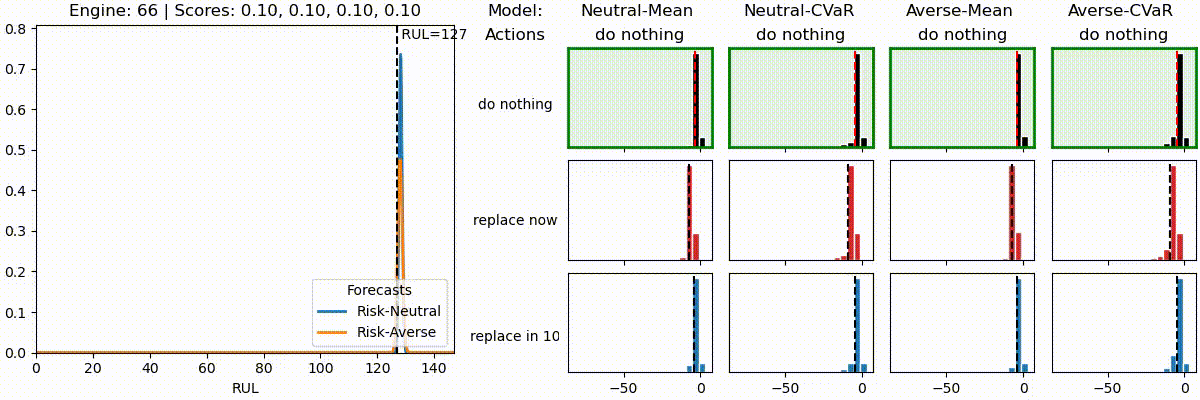 Engine: 66 | Scores: 0.10, 0.10, 0.10, 0.10
0.8
0.7
0.6
0.5
0.4
0.3
0.2
0.1
0.0
RUL=127
Forecasts
Risk-Neutral
Risk-Averse
0 20 40 60 80 100 120 140
RUL
Model: Neutral-Mean Neutral-CVaR Averse-Mean Averse-CVaR
Actions do nothing do nothing do nothing do nothing
do nothing
replace now
replace in 10
−50 0 −50 0 −50 0 −50 0